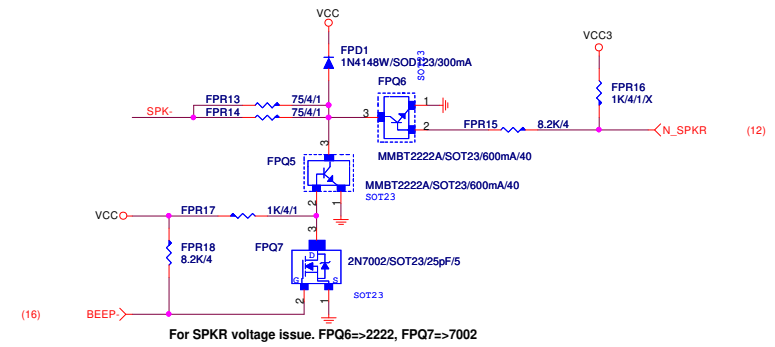 VCC
VCC3
FPD1
1N4148W/SOD123/300mA
SOT23
FPQ6
FPR16
1K/4/1/X
FPR13 75/4/1
SPK- FPR14 75/4/1
3
1
2
FPR15 8.2K/4
N_SPKR (12)
3
MMBT2222A/SOT23/600mA/40
FPQ5
MMBT2222A/SOT23/600mA/40
SOT23
2
1
VCC FPR17 1K/4/1
3
FPR18
8.2K/4
FPQ7
D
2N7002/SOT23/25pF/5
G S
SOT23
2
1
(16) BEEP-
For SPKR voltage issue. FPQ6=>2222, FPQ7=>7002